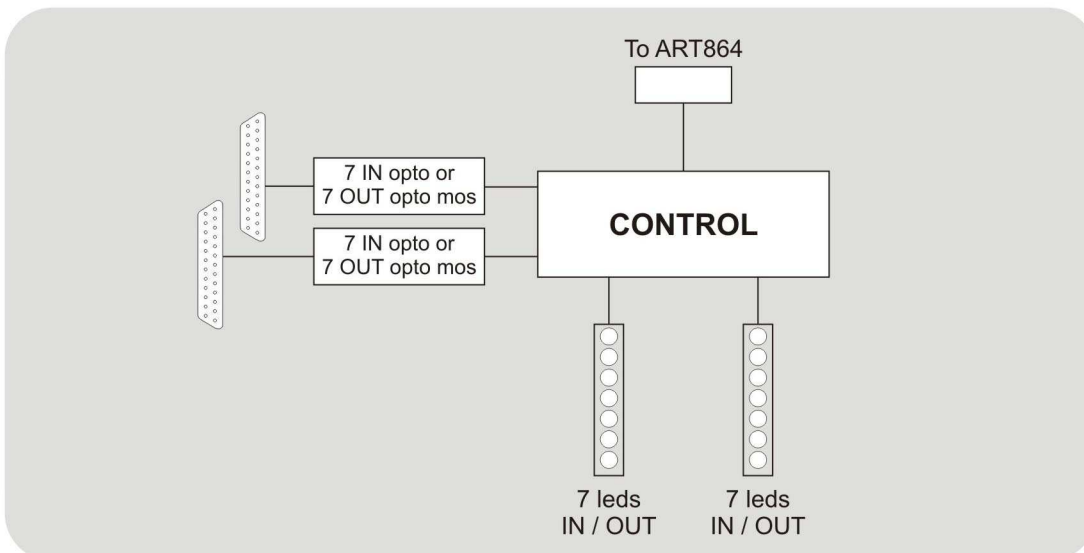 To ART864
7 IN opto or
7 OUT opto mos
7 IN opto or
7 OUT opto mos
CONTROL
7 leds
IN / OUT
7 leds
IN / OUT